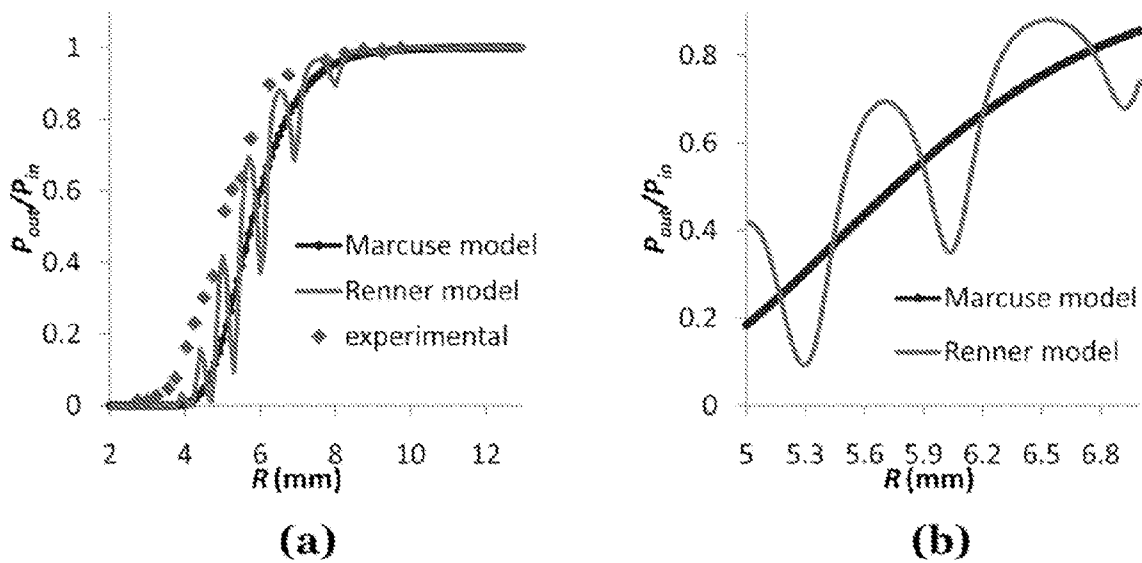 1
0.8
0.6
0.4
0.2
0
P_out/P_in
Marcuse model
Renner model
experimental
2 4 6 8 10 12
R (mm)
(a)
0.8
0.6
0.4
0.2
0
P_out/P_in
Marcuse model
Renner model
5 5.3 5.6 5.9 6.2 6.5 6.8
R (mm)
(b)